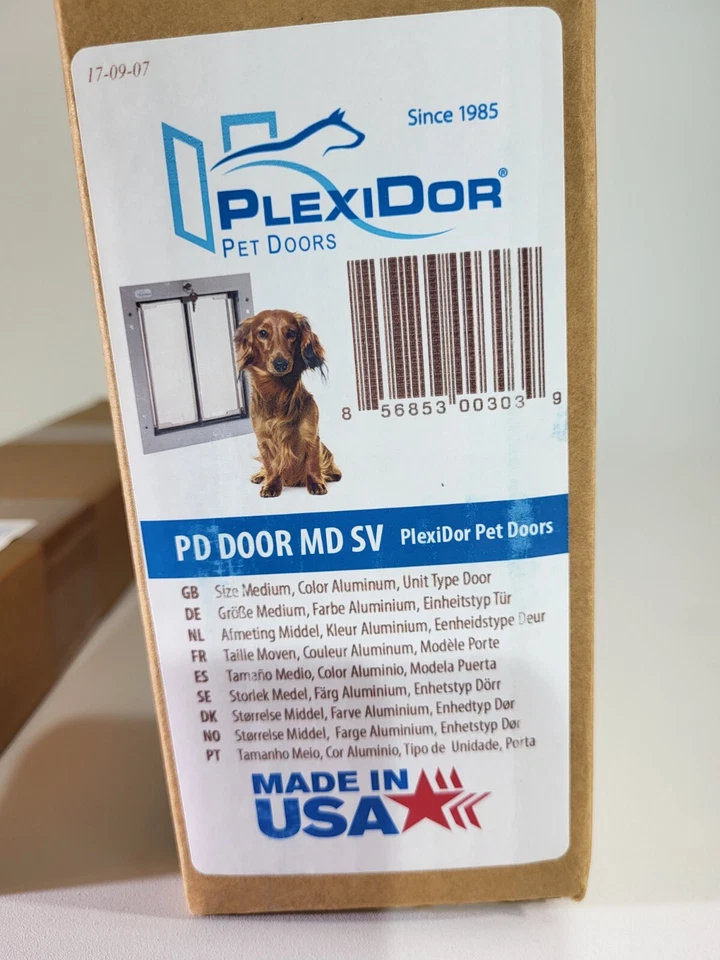 17-09-07
Since 1985
PLEXIDOR®
PET DOORS
8 56853 00303 9
PD DOOR MD SV PlexiDor Pet Doors
GB Size Medium, Color Aluminum, Unit Type Door
DE Größe Medium, Farbe Aluminium, Einheitstyp Tür
NL Afmeting Middel, Kleur Aluminium, Eenheidstype Deur
FR Taille Moven, Couleur Aluminum, Modèle Porte
ES Tamaño Medio, Color Aluminio, Modela Puerta
SE Storlek Medel, Färg Aluminium, Enhetstyp Dörr
DK Størrelse Middel, Farve Aluminium, Enhedtyp Dør
NO Størrelse Middel, Farge Aluminium, Enhetstyp Dør
PT Tamanho Meio, Cor Aluminio, Tipo de Unidade, Porta
MADE IN
USA